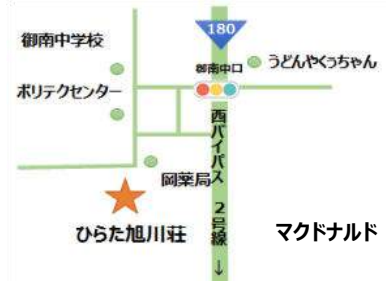 180
御南中学校
御南中口
うどんやくぅちゃん
ポリテクセンター
西バイパス 2号線 ↓
岡薬局
ひらた旭川荘
マクドナルド